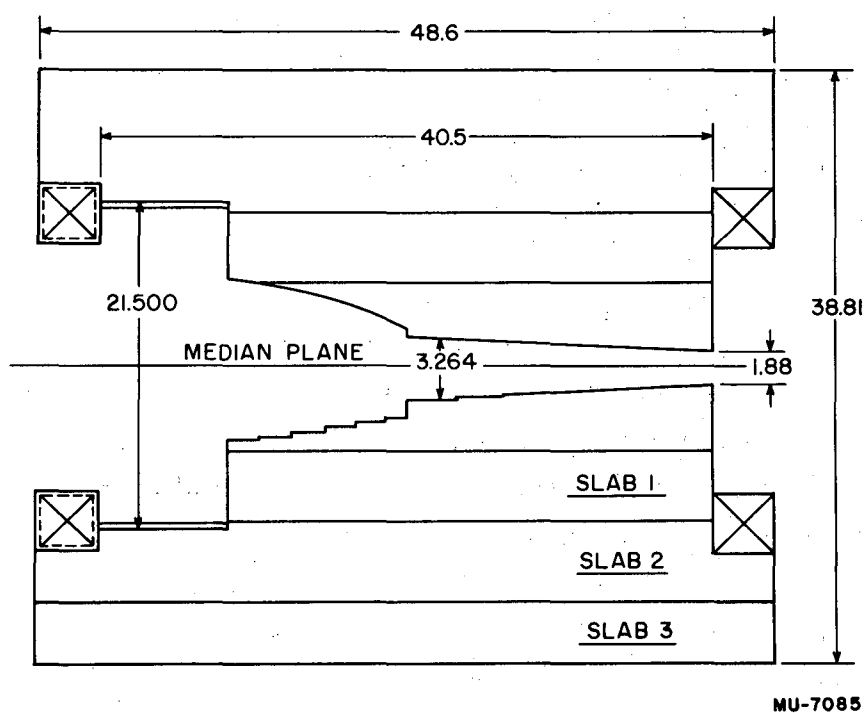 48.6
40.5
21.500
38.81
MEDIAN PLANE
3.264
1.88
SLAB 1
SLAB 2
SLAB 3
MU-7085